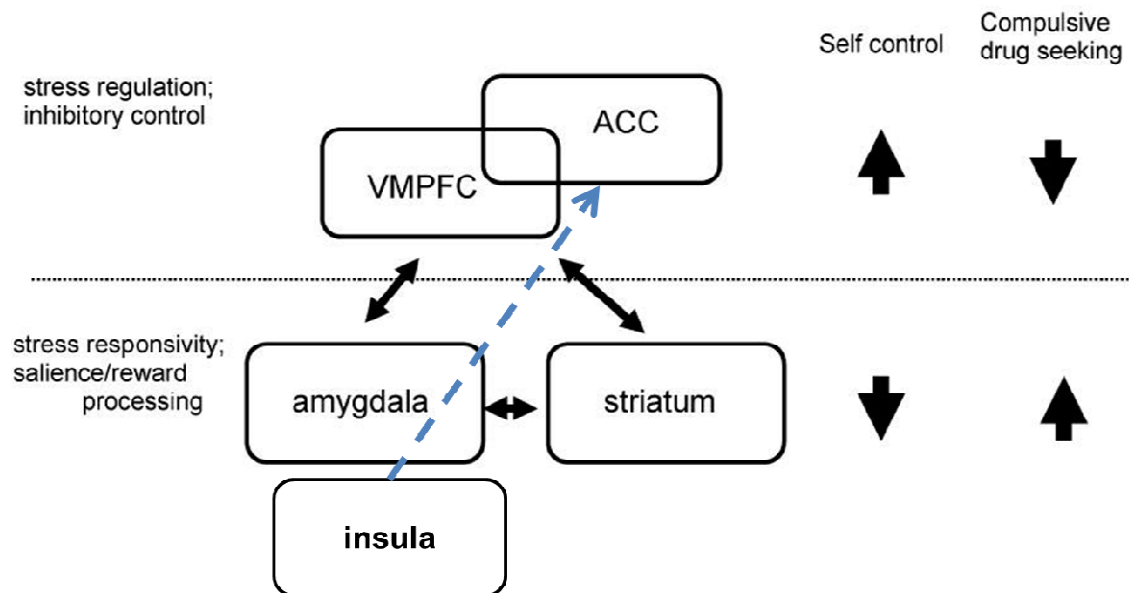 Self control
Compulsive
drug seeking
stress regulation;
inhibitory control
ACC
VMPFC
stress responsivity;
salience/reward
processing
amygdala
striatum
insula